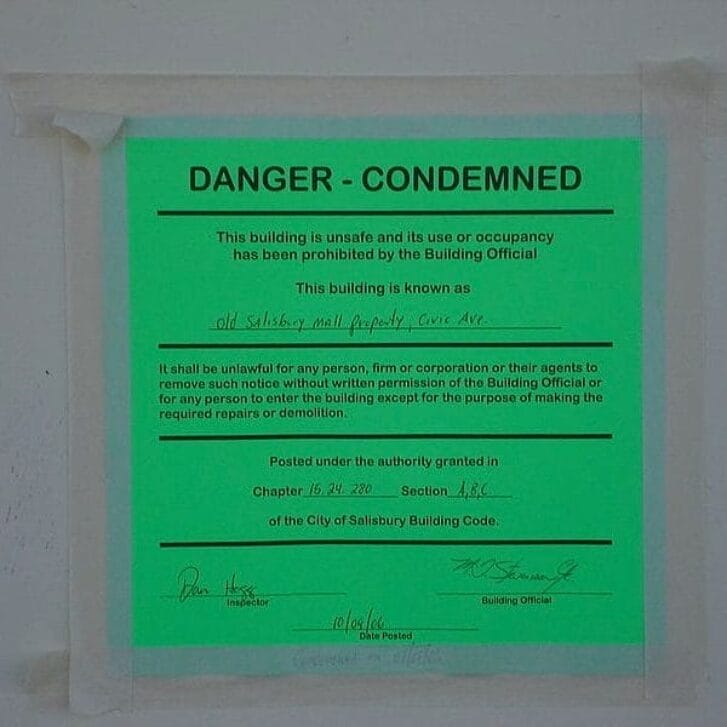 DANGER - CONDEMNED
This building is unsafe and its use or occupancy
has been prohibited by the Building Official
This building is known as
Old Salisbury Mall Property, Civic Ave.
It shall be unlawful for any person, firm or corporation or their agents to
remove such notice without written permission of the Building Official or
for any person to enter the building except for the purpose of making the
required repairs or demolition.
Posted under the authority granted in
Chapter 15.24.280 Section A,B,C
of the City of Salisbury Building Code.
Dan
Inspector
Building Official
10/04/06
Date Posted